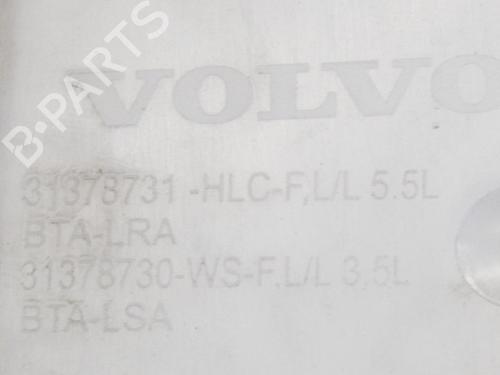 B-PARTS
VOLVO
31378731 -HLC-F,L/L 5.5L
BTA-LRA
31378730-WS-F,L/L 3,5L
BTA-LSA